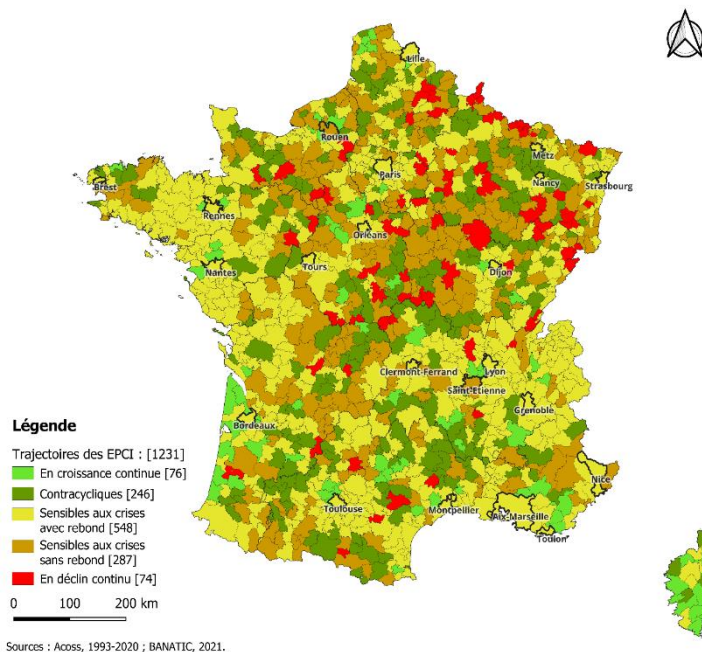 Lille
Rouen
Metz
Paris
Nancy
Strasbourg
Brest
Rennes
Orléans
Nantes
Tours
Dijon
Clermont-Ferrand
Lyon
Saint-Etienne
Grenoble
Bordeaux
Nice
Toulouse
Montpellier
Aix-Marseille
Toulon
Légende
Trajectoires des EPCI : [1231]
En croissance continue [76]
Contracycliques [246]
Sensibles aux crises
avec rebond [548]
Sensibles aux crises
sans rebond [287]
En déclin continu [74]
0 100 200 km
Sources : Acoss, 1993-2020 ; BANATIC, 2021.